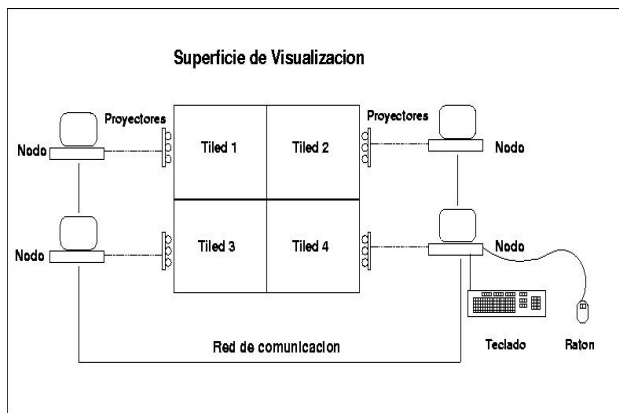 Superficie de Visualizacion
Proyectores
Proyectores
Nodo
Tiled 1
Tiled 2
Nodo
Nodo
Tiled 3
Tiled 4
Nodo
Red de comunicacion
Teclado
Raton